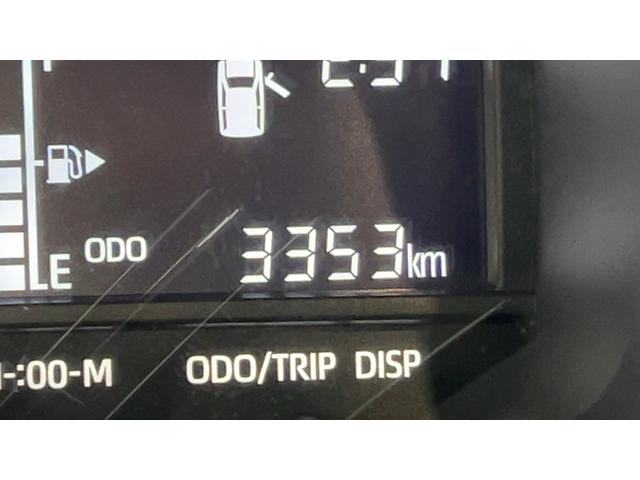 ODO 3353km
E
-:00-M ODO/TRIP DISP